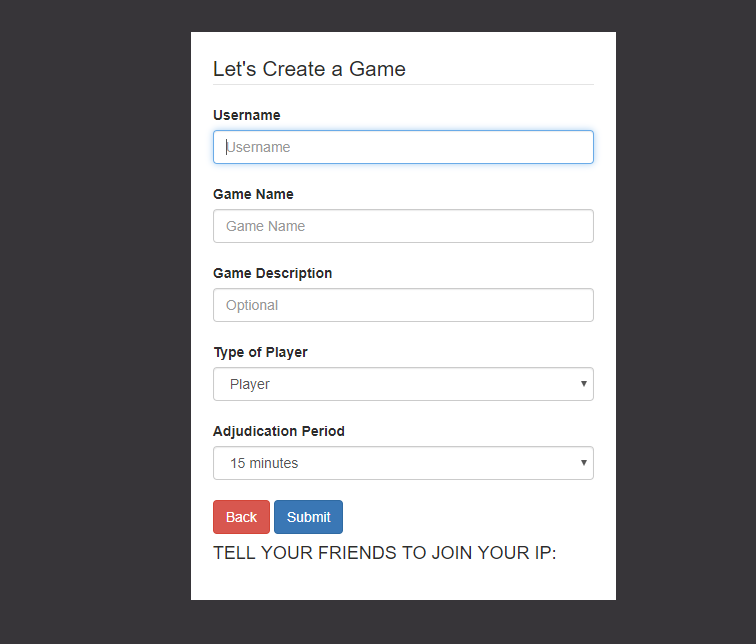 Let's Create a Game
Username
Username
Game Name
Game Name
Game Description
Optional
Type of Player
Player
Adjudication Period
15 minutes
Back Submit
TELL YOUR FRIENDS TO JOIN YOUR IP: